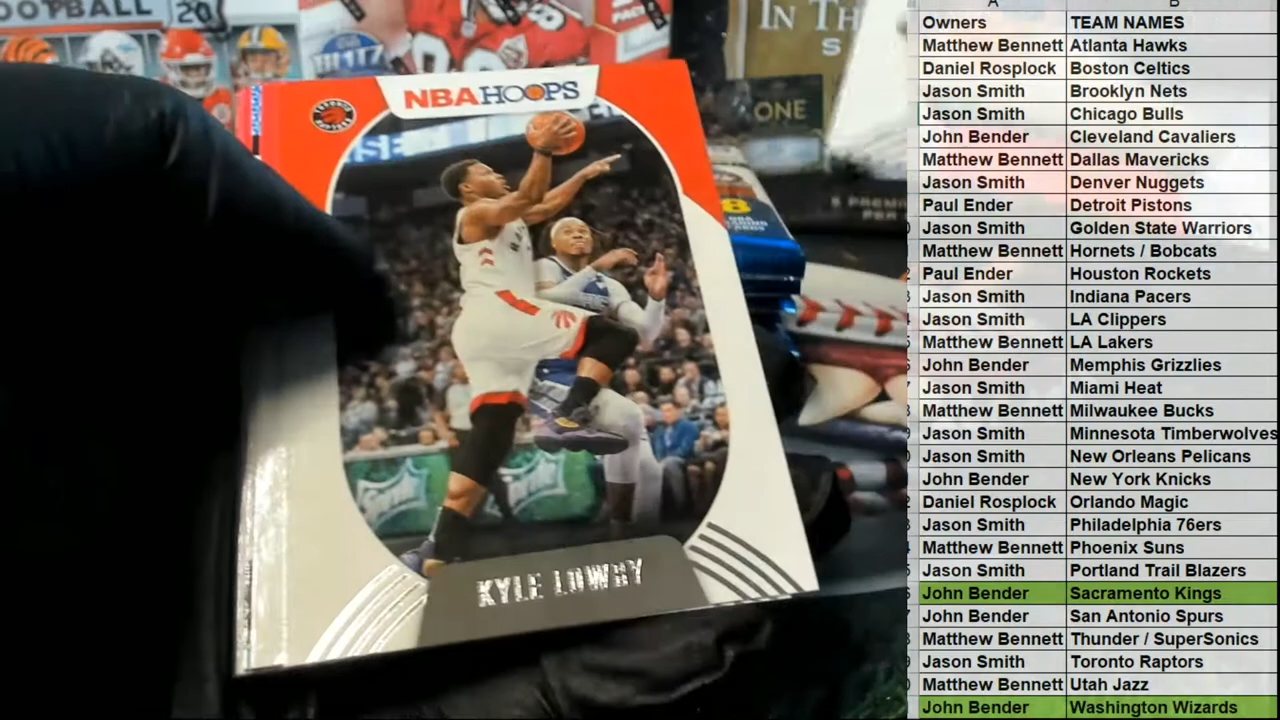 OOTBALL 20
IN TH
S
ONE
NBA HOOPS
KYLE LOWRY
Sprite
8
5 PREMI
PER
A B
Owners TEAM NAMES
Matthew Bennett Atlanta Hawks
Daniel Rosplock Boston Celtics
Jason Smith Brooklyn Nets
Jason Smith Chicago Bulls
John Bender Cleveland Cavaliers
Matthew Bennett Dallas Mavericks
Jason Smith Denver Nuggets
Paul Ender Detroit Pistons
Jason Smith Golden State Warriors
Matthew Bennett Hornets / Bobcats
Paul Ender Houston Rockets
Jason Smith Indiana Pacers
Jason Smith LA Clippers
Matthew Bennett LA Lakers
John Bender Memphis Grizzlies
Jason Smith Miami Heat
Matthew Bennett Milwaukee Bucks
Jason Smith Minnesota Timberwolves
Jason Smith New Orleans Pelicans
John Bender New York Knicks
Daniel Rosplock Orlando Magic
Jason Smith Philadelphia 76ers
Matthew Bennett Phoenix Suns
Jason Smith Portland Trail Blazers
John Bender Sacramento Kings
John Bender San Antonio Spurs
Matthew Bennett Thunder / SuperSonics
Jason Smith Toronto Raptors
Matthew Bennett Utah Jazz
John Bender Washington Wizards